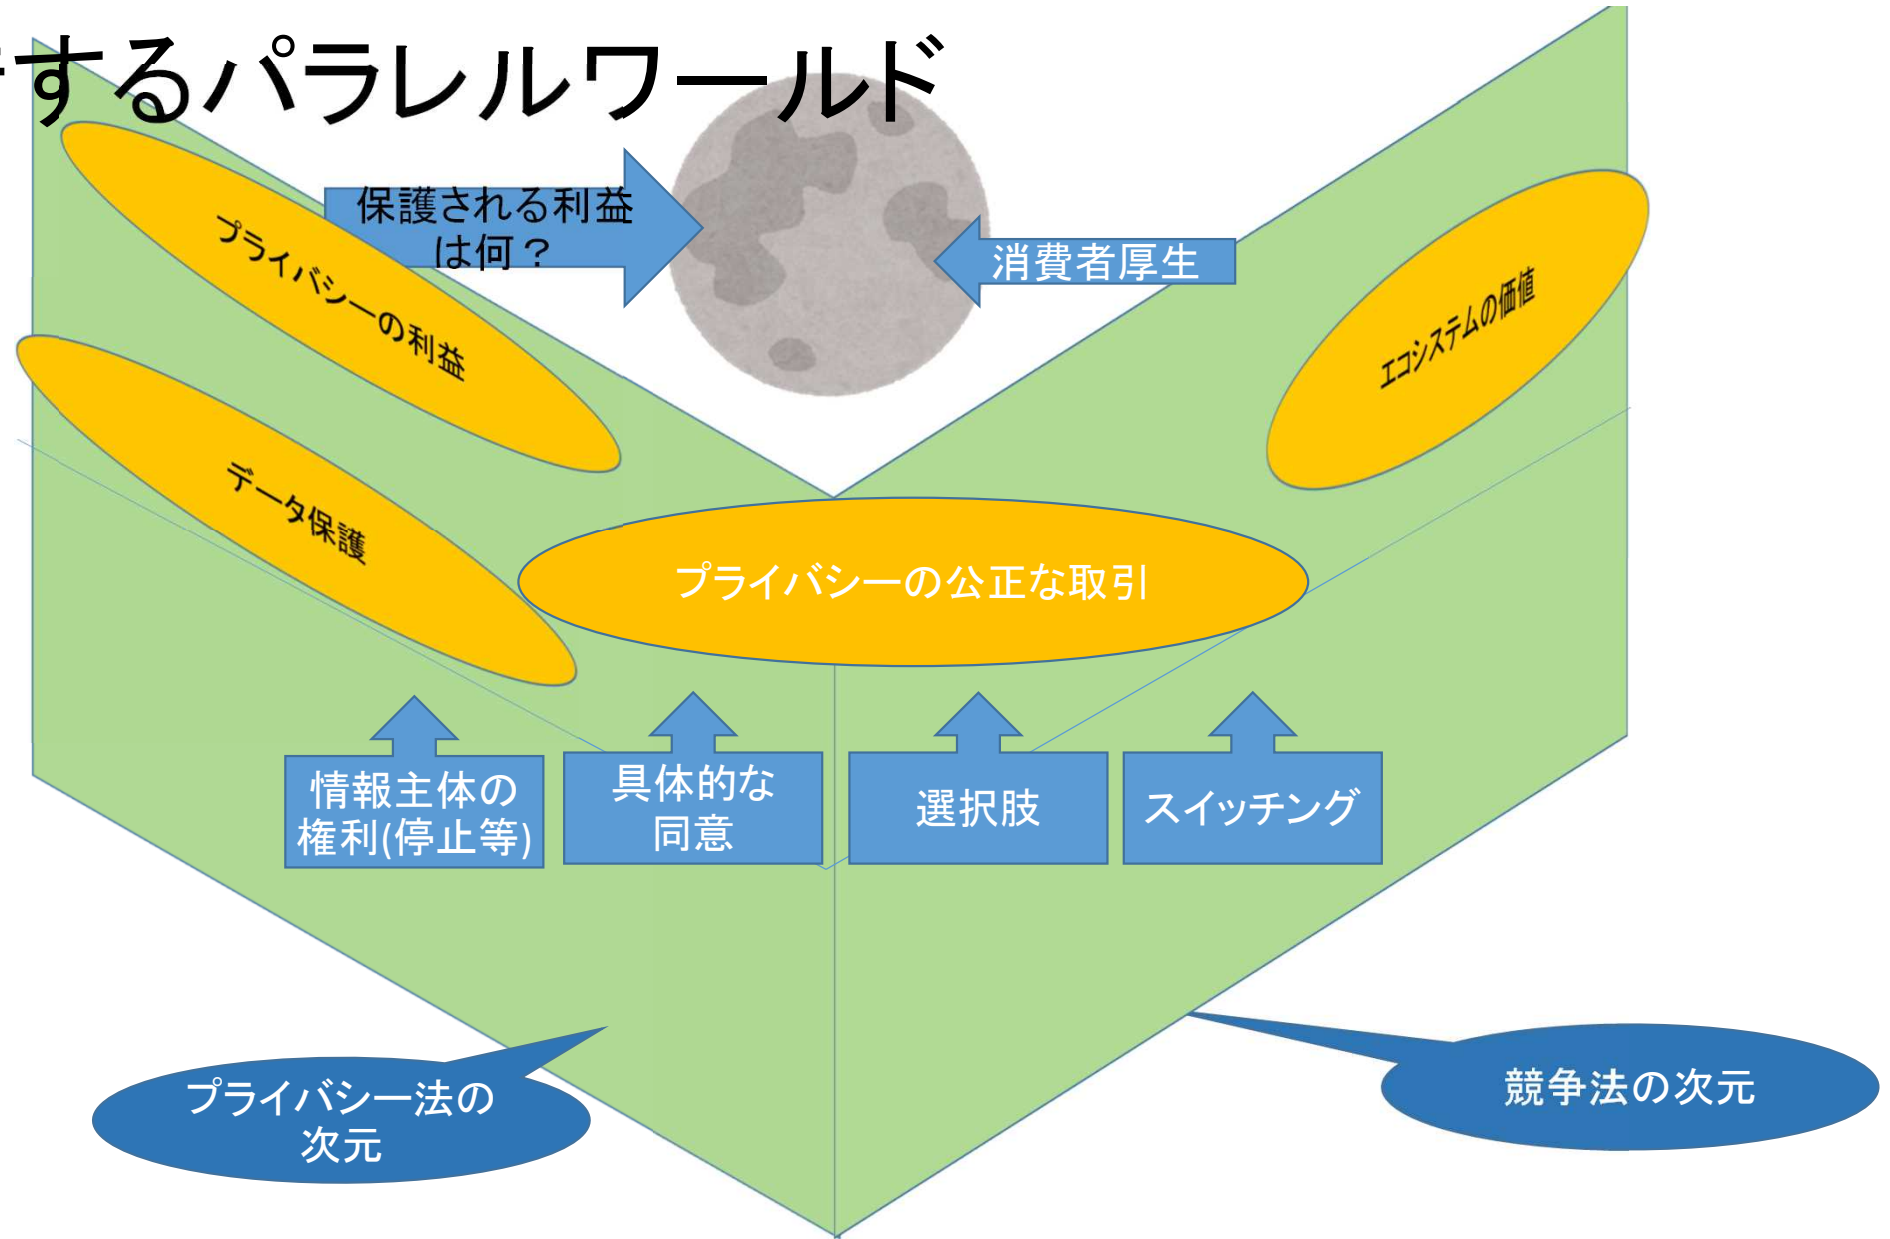 するパラレルワールド
保護される利益
は何？
消費者厚生
プライバシーの利益
エコシステムの価値
データ保護
プライバシーの公正な取引
情報主体の
権利(停止等)
具体的な
同意
選択肢
スイッチング
プライバシー法の
次元
競争法の次元